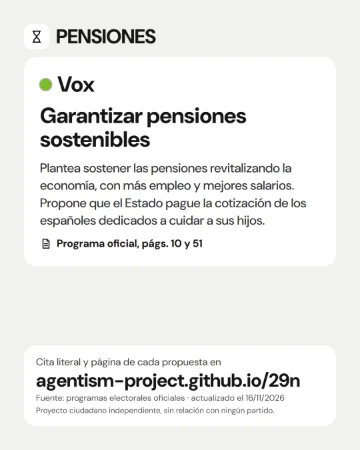 PENSIONES
Vox
Garantizar pensiones
sostenibles
Plantea sostener las pensiones revitalizando la
economía, con más empleo y mejores salarios.
Propone que el Estado pague la cotización de los
españoles dedicados a cuidar a sus hijos.
Programa oficial, págs. 10 y 51
Cita literal y página de cada propuesta en
agentism-project.github.io/29n
Fuente: programas electorales oficiales · actualizado el 16/11/2026
Proyecto ciudadano independiente, sin relación con ningún partido.